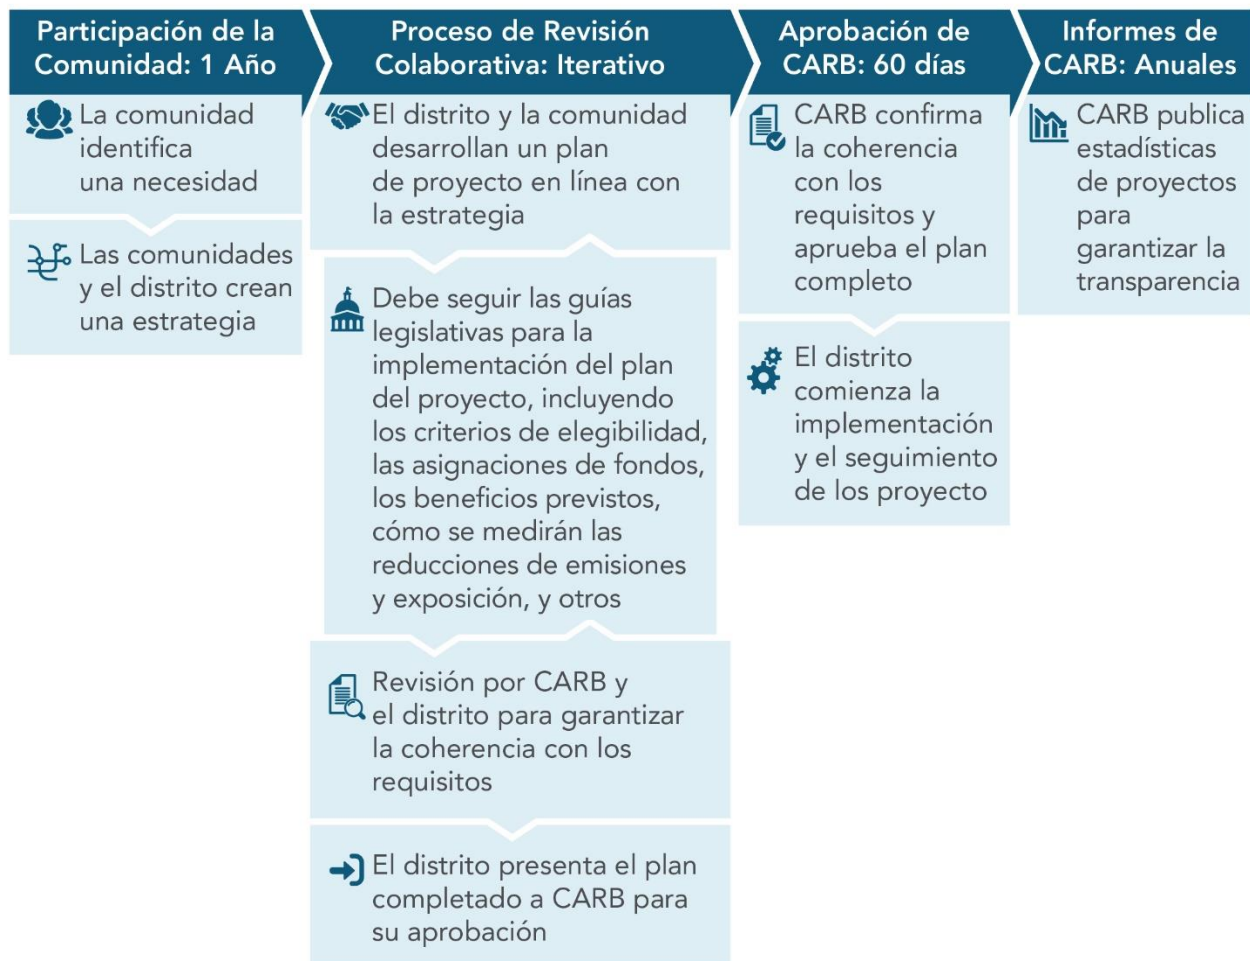 Participación de la
Comunidad: 1 Año
La comunidad
identifica
una necesidad
Las comunidades
y el distrito crean
una estrategia
Proceso de Revisión
Colaborativa: Iterativo
El distrito y la comunidad
desarrollan un plan
de proyecto en línea con
la estrategia
Debe seguir las guías
legislativas para la
implementación del plan
del proyecto, incluyendo
los criterios de elegibilidad,
las asignaciones de fondos,
los beneficios previstos,
cómo se medirán las
reducciones de emisiones
y exposición, y otros
Revisión por CARB y
el distrito para garantizar
la coherencia con los
requisitos
El distrito presenta el plan
completado a CARB para
su aprobación
Aprobación de
CARB: 60 días
CARB confirma
la coherencia
con los
requisitos y
aprueba el plan
completo
El distrito
comienza la
implementación
y el seguimiento
de los proyecto
Informes de
CARB: Anuales
CARB publica
estadísticas
de proyectos
para
garantizar la
transparencia